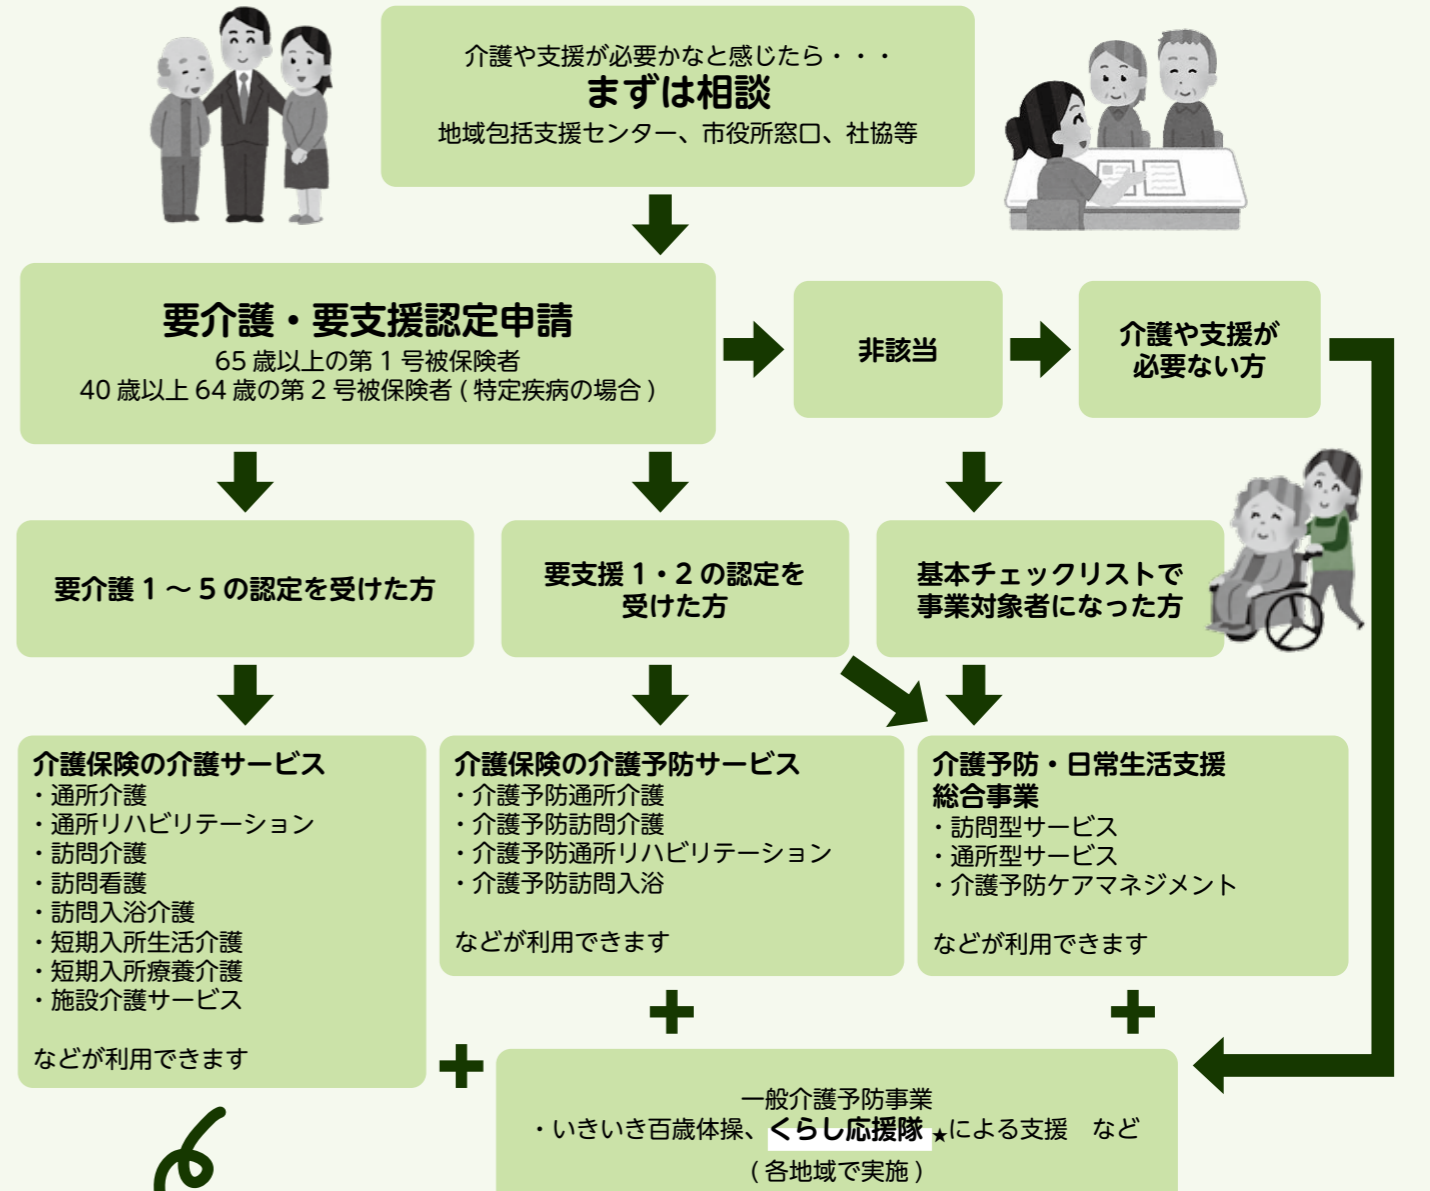 介護や支援が必要かなと感じたら・・・
まずは相談
地域包括支援センター、市役所窓口、社協等
要介護・要支援認定申請
65 歳以上の第 1 号被保険者
40 歳以上 64 歳の第 2 号被保険者 ( 特定疾病の場合 )
非該当
介護や支援が
必要ない方
要介護 1 ~ 5 の認定を受けた方
要支援 1・2 の認定を
受けた方
基本チェックリストで
事業対象者になった方
介護保険の介護サービス
・通所介護
・通所リハビリテーション
・訪問介護
・訪問看護
・訪問入浴介護
・短期入所生活介護
・短期入所療養介護
・施設介護サービス
などが利用できます
介護保険の介護予防サービス
・介護予防通所介護
・介護予防訪問介護
・介護予防通所リハビリテーション
・介護予防訪問入浴
などが利用できます
介護予防・日常生活支援
総合事業
・訪問型サービス
・通所型サービス
・介護予防ケアマネジメント
などが利用できます
一般介護予防事業
・いきいき百歳体操、くらし応援隊 ★による支援　など
( 各地域で実施 )